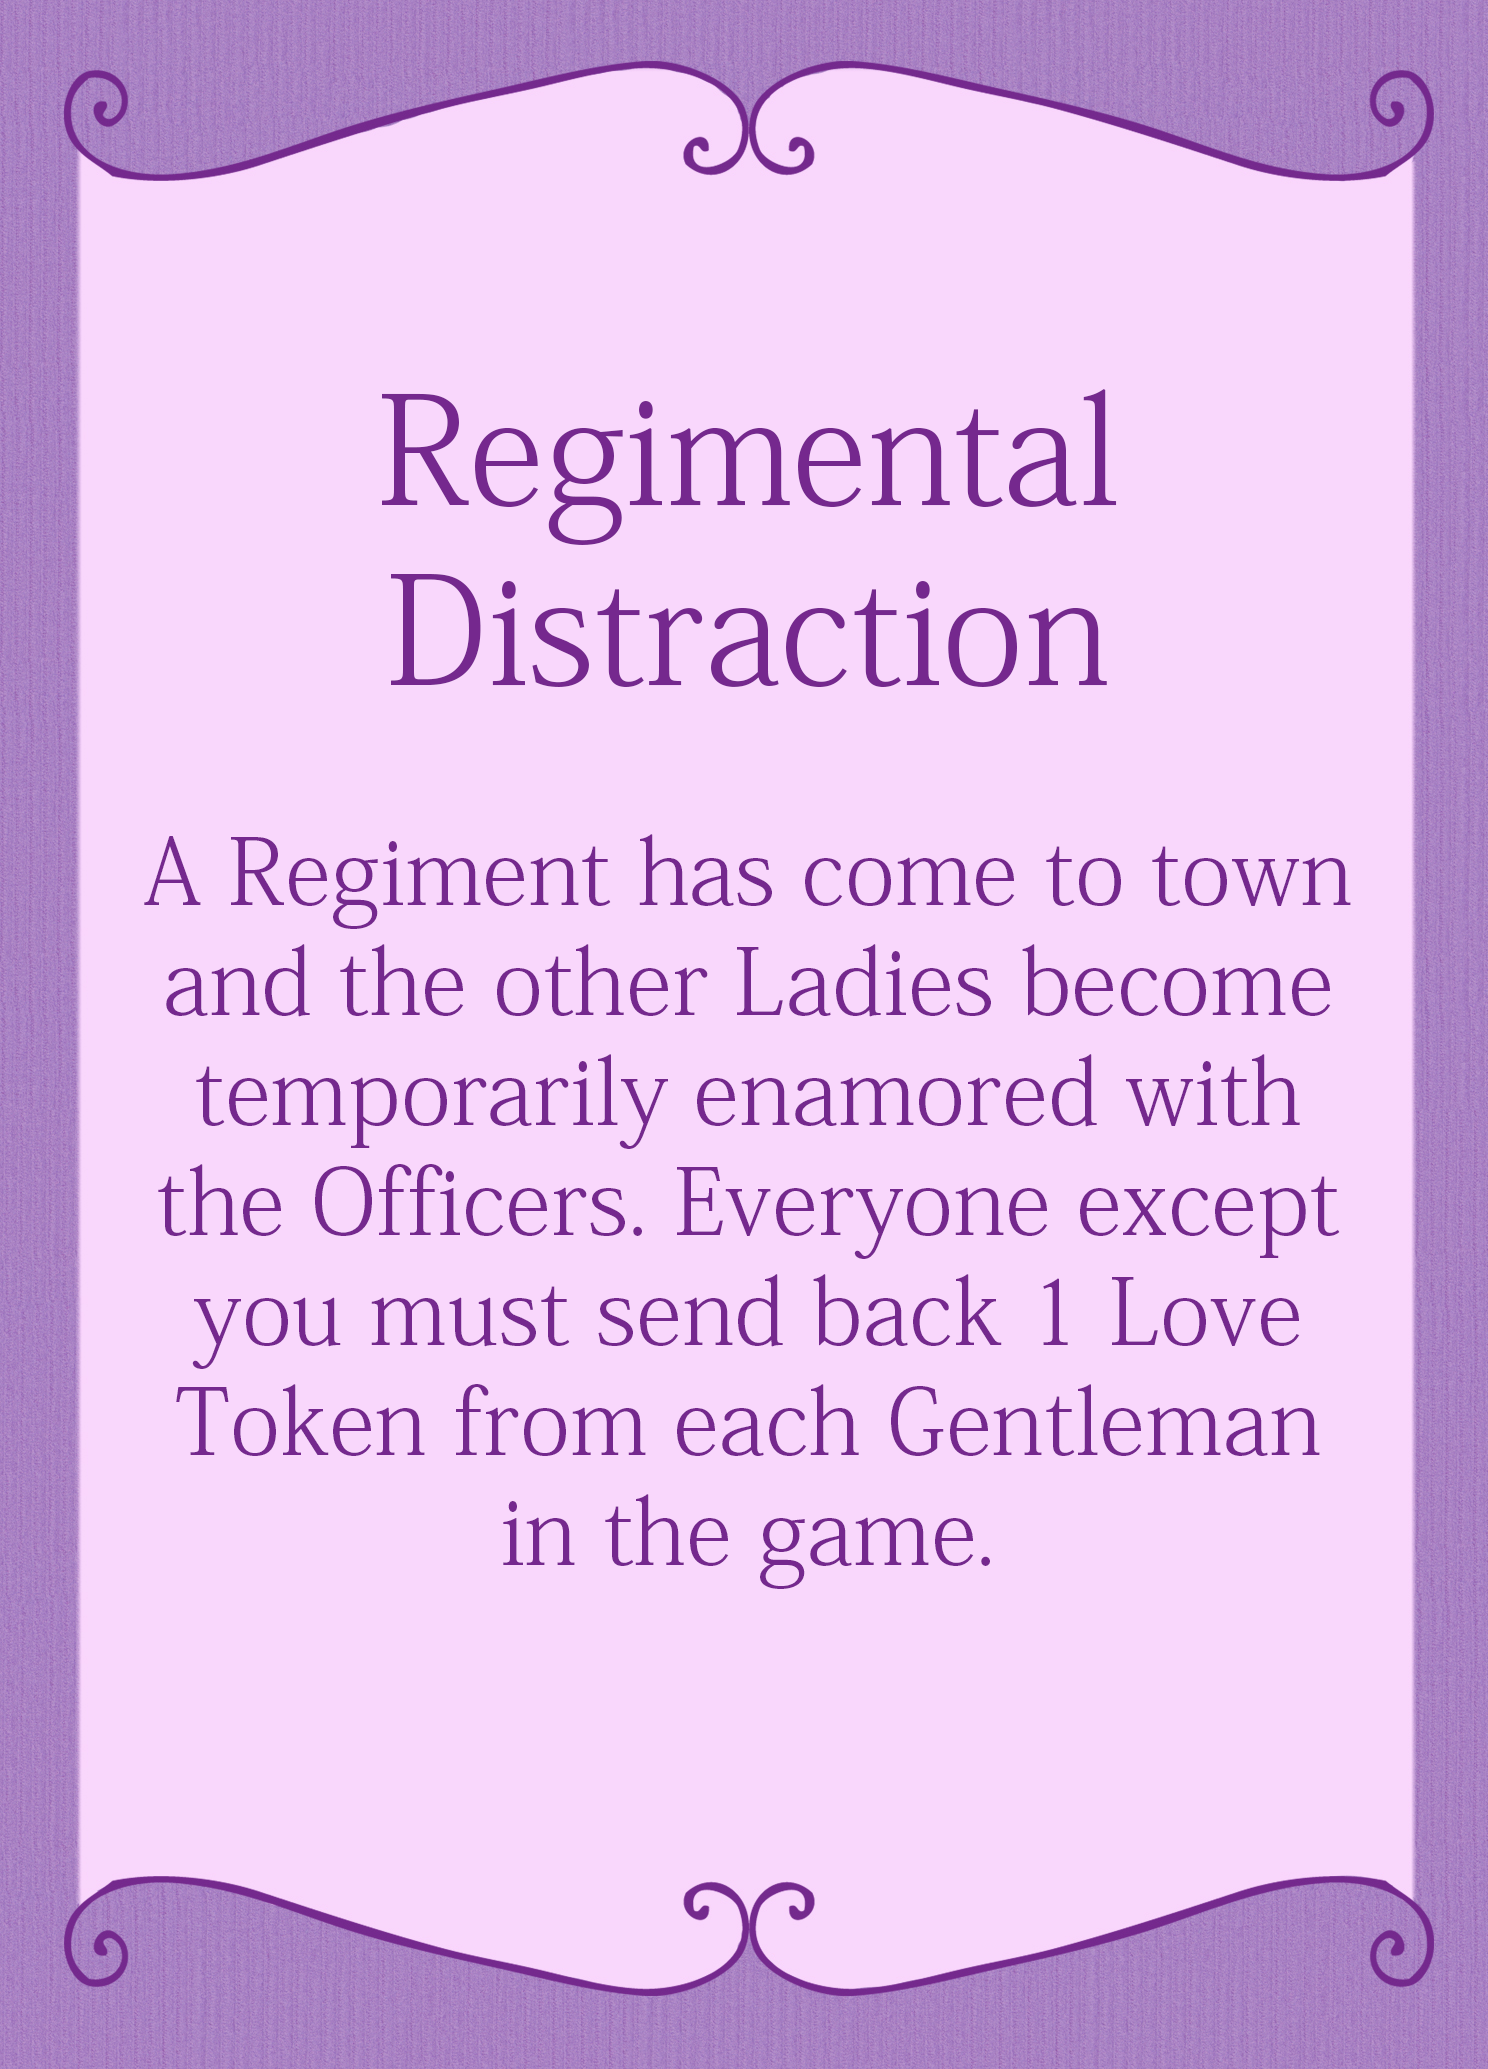 Regimental
Distraction
A Regiment has come to town
and the other Ladies become
temporarily enamored with
the Officers. Everyone except
you must send back 1 Love
Token from each Gentleman
in the game.